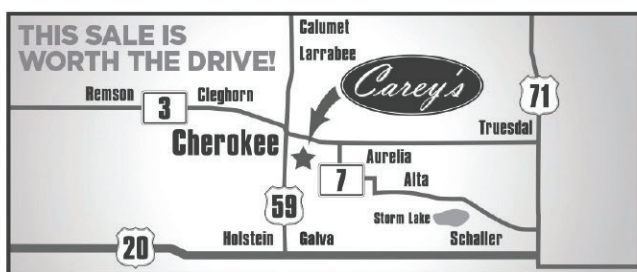 THIS SALE IS
WORTH THE DRIVE!
Calumet
Larrabee
Carey's
71
Remson
3
Cleghorn
Truesdal
Cherokee
Aurelia
7
Alta
59
Storm Lake
20
Holstein
Galva
Schaller